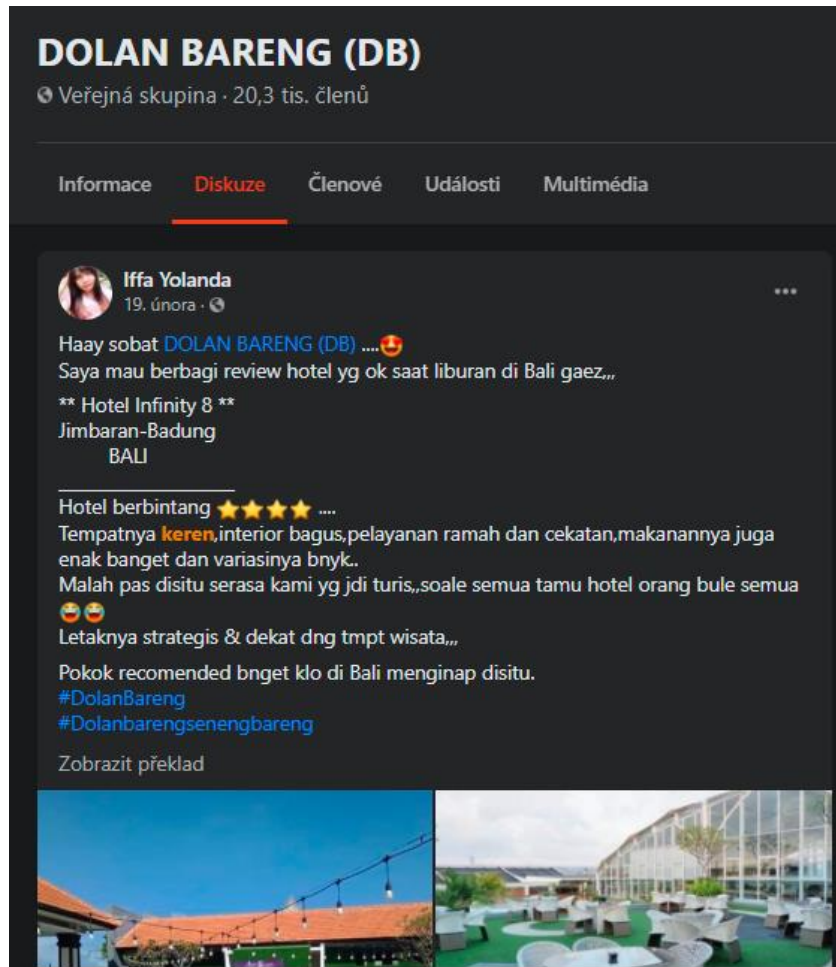 DOLAN BARENG (DB)
Veřejná skupina · 20,3 tis. členů
Informace Diskuze Členové Události Multimédia
Iffa Yolanda
19. února ·
Haay sobat DOLAN BARENG (DB) ....🤩
Saya mau berbagi review hotel yg ok saat liburan di Bali gaez,,,
** Hotel Infinity 8 **
Jimbaran-Badung
BALI
___________________
Hotel berbintang ⭐⭐⭐⭐ ....
Tempatnya keren,interior bagus,pelayanan ramah dan cekatan,makanannya juga
enak banget dan variasinya bnyk..
Malah pas disitu serasa kami yg jdi turis,,soale semua tamu hotel orang bule semua
😂😂
Letaknya strategis & dekat dng tmpt wisata,,,
Pokok recomended bnget klo di Bali menginap disitu.
#DolanBareng
#Dolanbarengsenengbareng
Zobrazit překlad